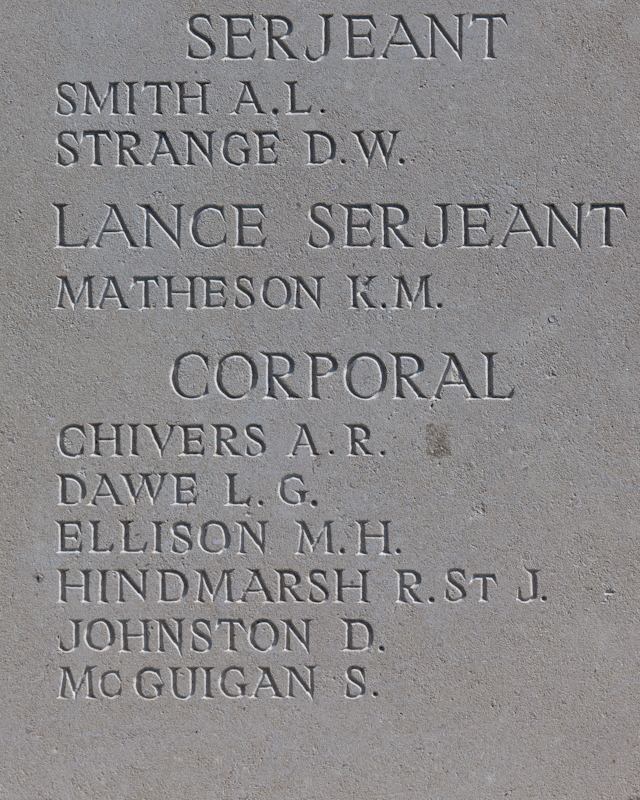 SERJEANT
SMITH A.L.
STRANGE D.W.
LANCE SERJEANT
MATHESON K.M.
CORPORAL
CHIVERS A.R.
DAWE L.G.
ELLISON M.H.
HINDMARSH R.ST J.
JOHNSTON D.
MCGUIGAN S.